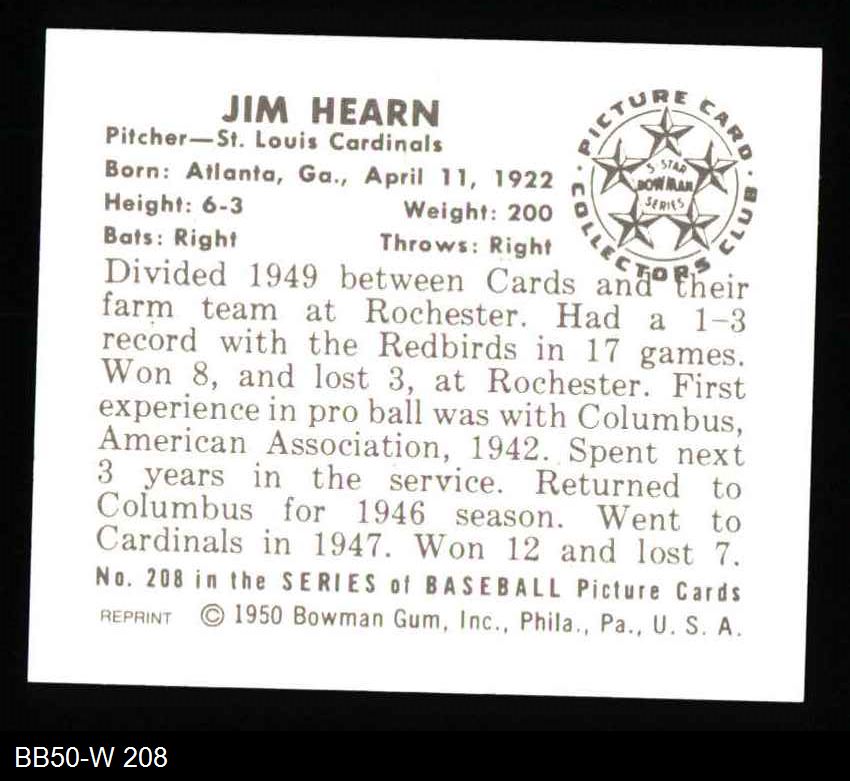 JIM HEARN
Pitcher—St. Louis Cardinals
Born: Atlanta, Ga., April 11, 1922
Height: 6-3 Weight: 200
Bats: Right Throws: Right
PICTURE CARD
COLLECTORS CLUB
5 STAR
BOWMAN
SERIES
Divided 1949 between Cards and their
farm team at Rochester. Had a 1–3
record with the Redbirds in 17 games.
Won 8, and lost 3, at Rochester. First
experience in pro ball was with Columbus,
American Association, 1942. Spent next
3 years in the service. Returned to
Columbus for 1946 season. Went to
Cardinals in 1947. Won 12 and lost 7.
No. 208 in the SERIES of BASEBALL Picture Cards
REPRINT © 1950 Bowman Gum, Inc., Phila., Pa., U. S. A.
BB50-W 208